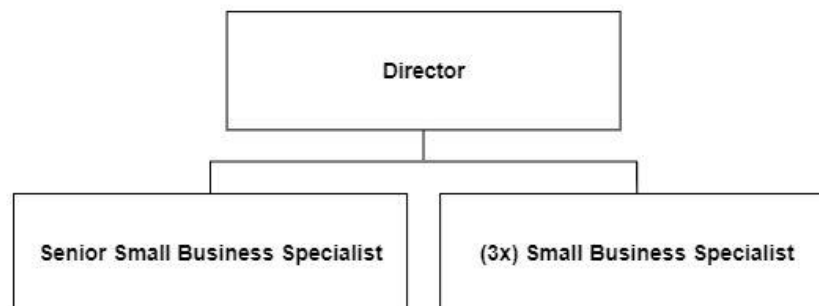 Director
Senior Small Business Specialist
(3x) Small Business Specialist